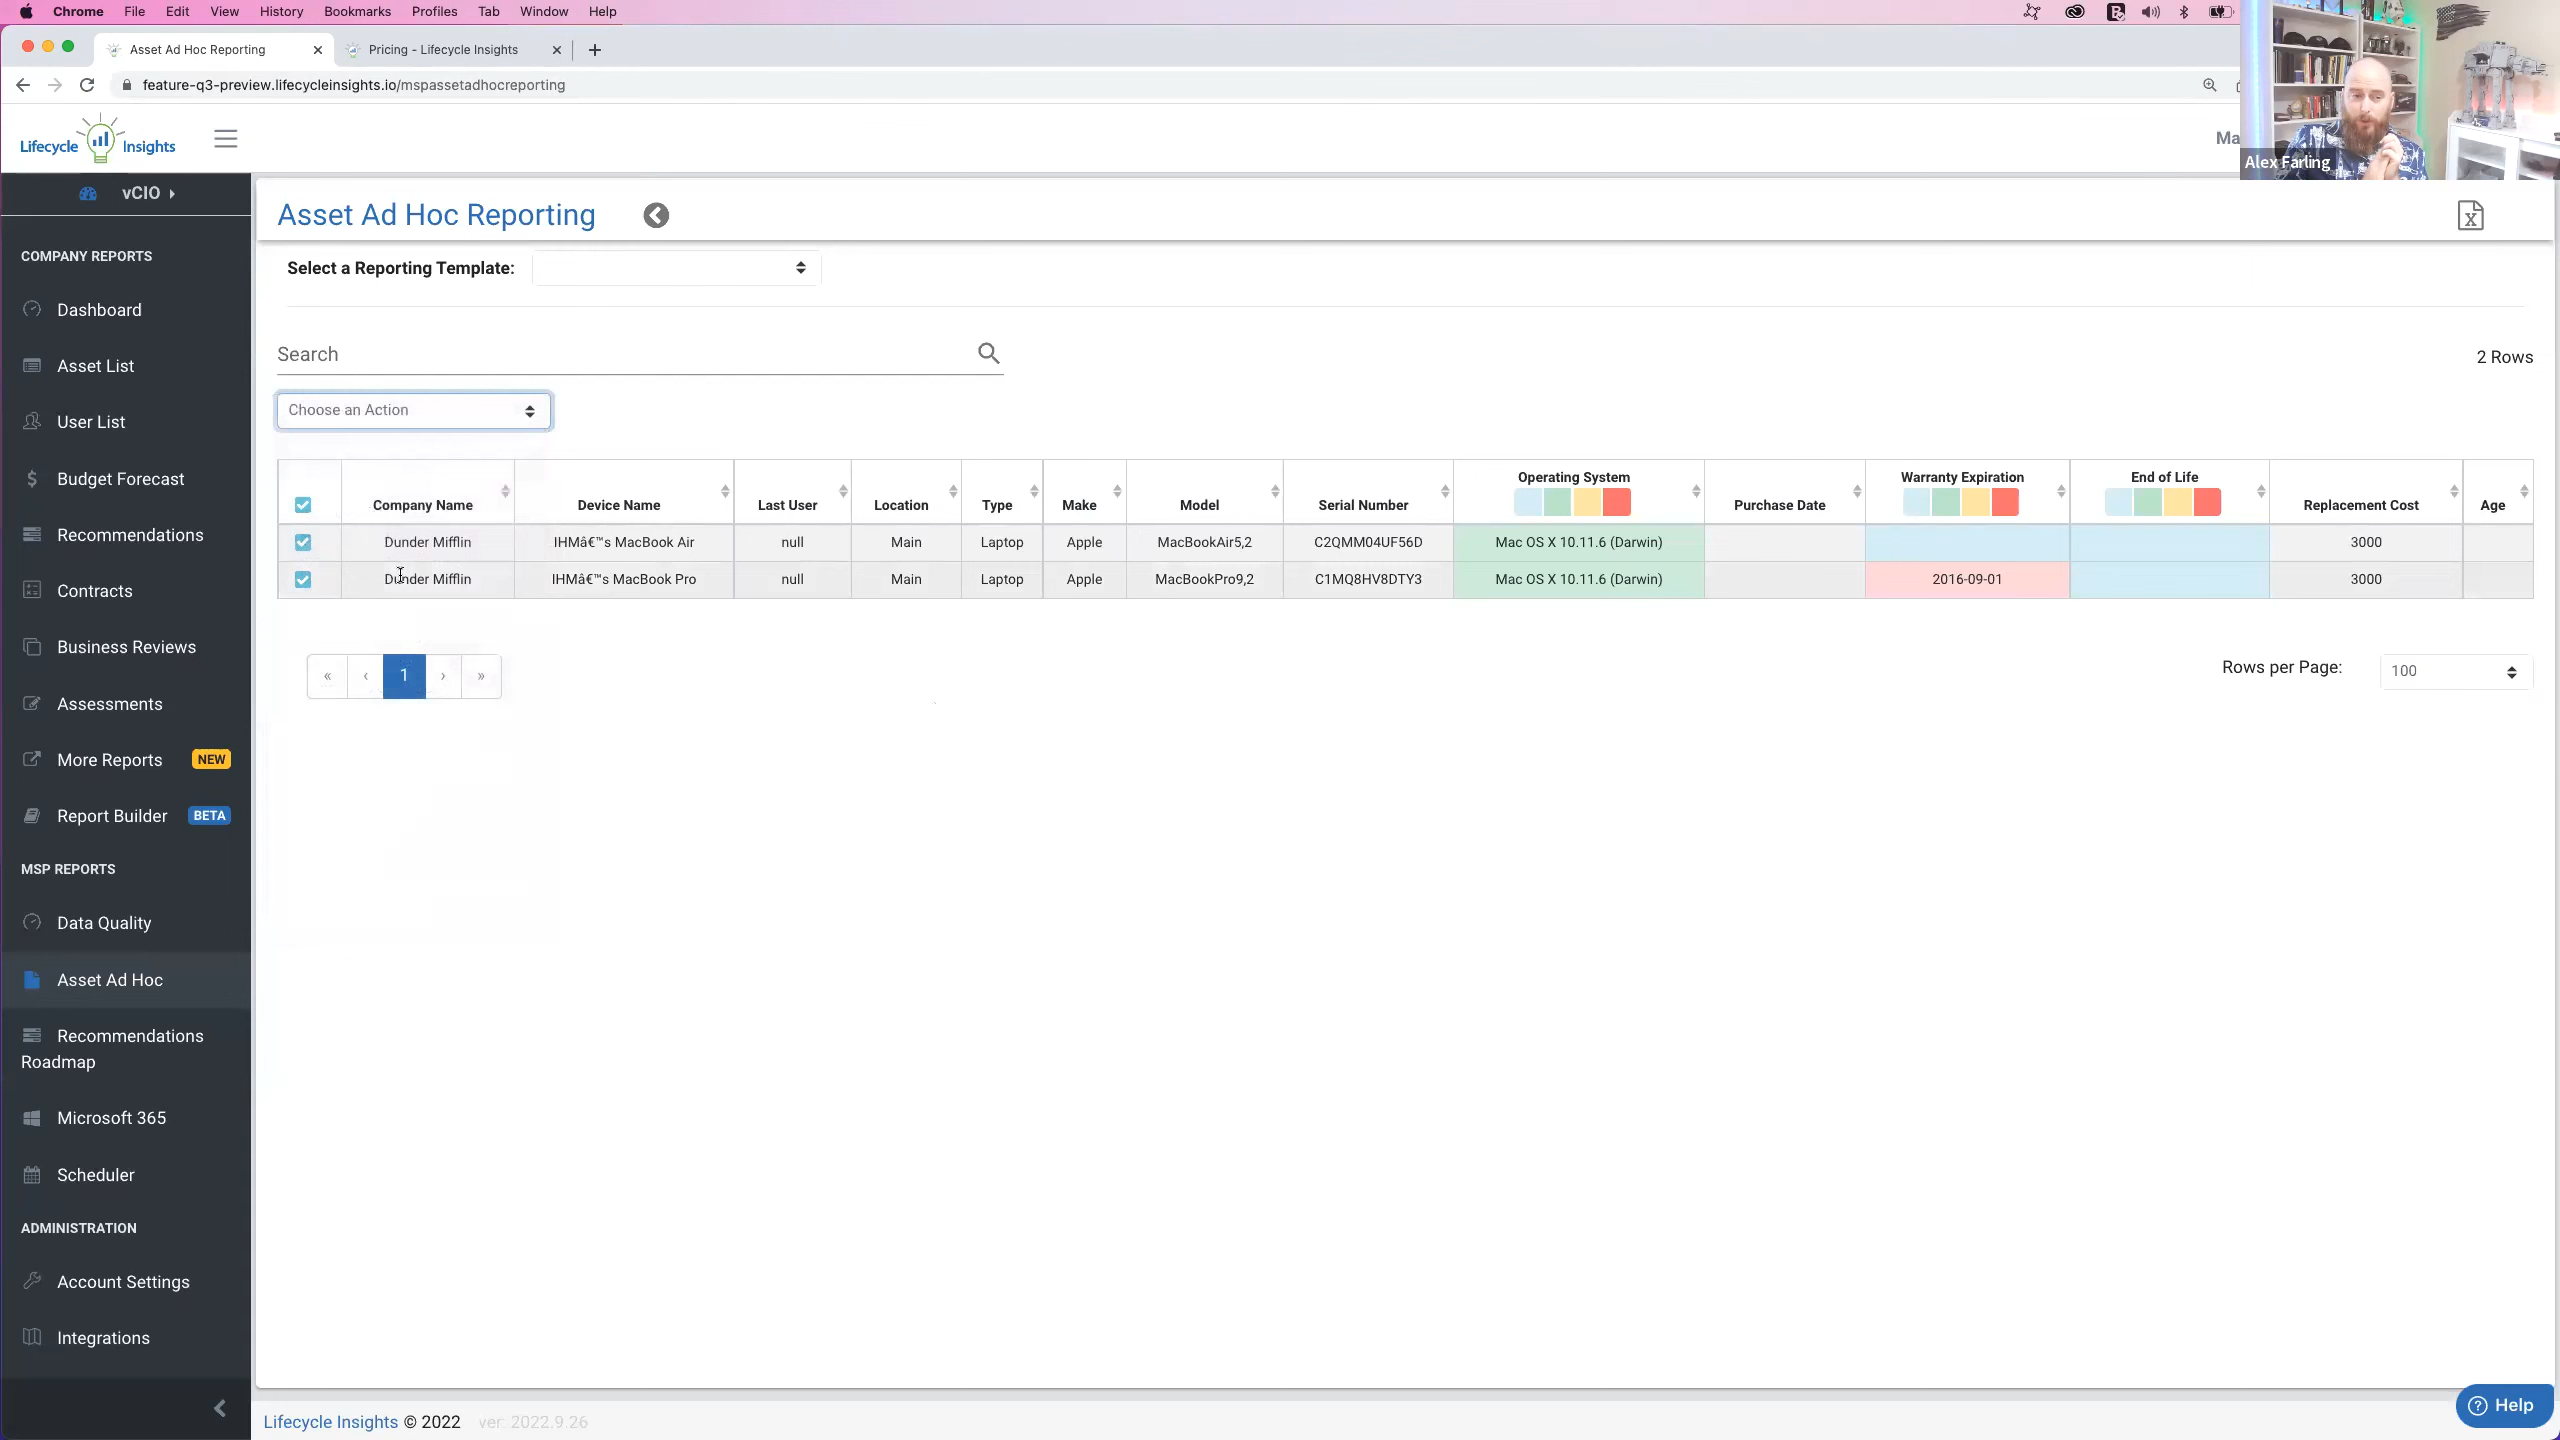 Chrome File Edit View History Bookmarks Profiles Tab Window Help
Asset Ad Hoc Reporting
Pricing - Lifecycle Insights
feature-q3-preview.lifecycleinsights.io/mspassetadhocreporting
Lifecycle Insights
Alex Farling
vCIO
COMPANY REPORTS
Dashboard
Asset List
User List
Budget Forecast
Recommendations
Contracts
Business Reviews
Assessments
More Reports NEW
Report Builder BETA
MSP REPORTS
Data Quality
Asset Ad Hoc
Recommendations
Roadmap
Microsoft 365
Scheduler
ADMINISTRATION
Account Settings
Integrations
Asset Ad Hoc Reporting
Select a Reporting Template:
Search
2 Rows
Choose an Action
Company Name Device Name Last User Location Type Make Model Serial Number Operating System Purchase Date Warranty Expiration End of Life Replacement Cost Age
Dunder Mifflin IHMâ€™s MacBook Air null Main Laptop Apple MacBookAir5,2 C2QMM04UF56D Mac OS X 10.11.6 (Darwin) 3000
Dunder Mifflin IHMâ€™s MacBook Pro null Main Laptop Apple MacBookPro9,2 C1MQ8HV8DTY3 Mac OS X 10.11.6 (Darwin) 2016-09-01 3000
« ‹ 1 › »
Rows per Page: 100
Lifecycle Insights © 2022 ver: 2022.9.26
Help